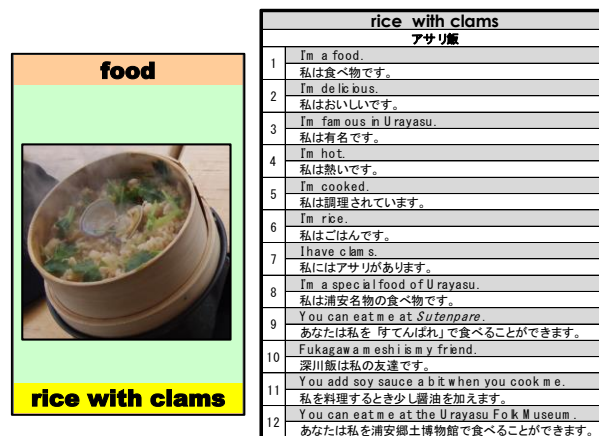 food
rice with clams
rice with clams
アサリ飯
1
I'm a food.
私は食べ物です。
2
I'm delicious.
私はおいしいです。
3
I'm famous in Urayasu.
私は有名です。
4
I'm hot.
私は熱いです。
5
I'm cooked.
私は調理されています。
6
I'm rice.
私はごはんです。
7
I have clams.
私にはアサリがあります。
8
I'm a special food of Urayasu.
私は浦安名物の食べ物です。
9
You can eat me at Sutenpare.
あなたは私を「すてんぱれ」で食べることができます。
10
Fukagawameshi is my friend.
深川飯は私の友達です。
11
You add soy sauce a bit when you cook me.
私を料理するとき少し醤油を加えます。
12
You can eat me at the Urayasu Folk Museum.
あなたは私を浦安郷土博物館で食べることができます。